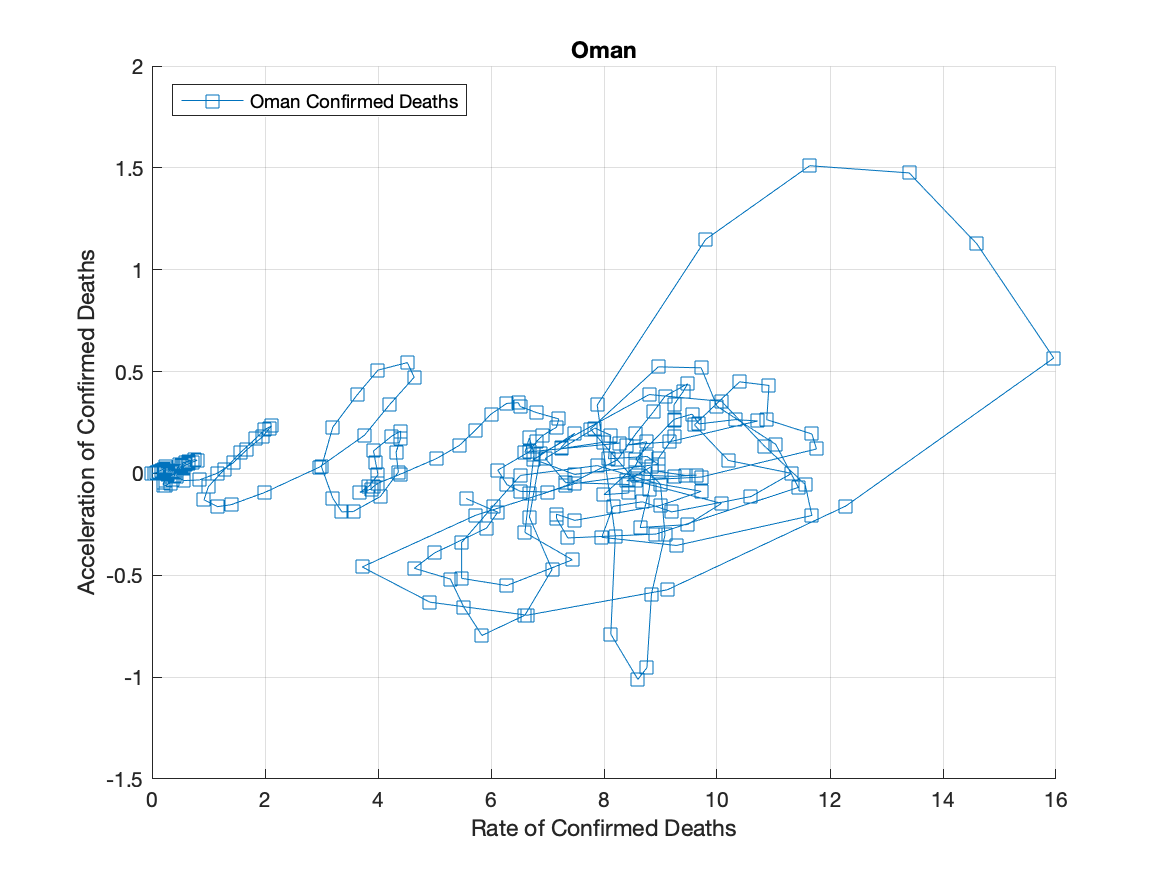 Oman
2
Oman Confirmed Deaths
1.5
1
0.5
0
-0.5
-1
-1.5
Acceleration of Confirmed Deaths
0 2 4 6 8 10 12 14 16
Rate of Confirmed Deaths